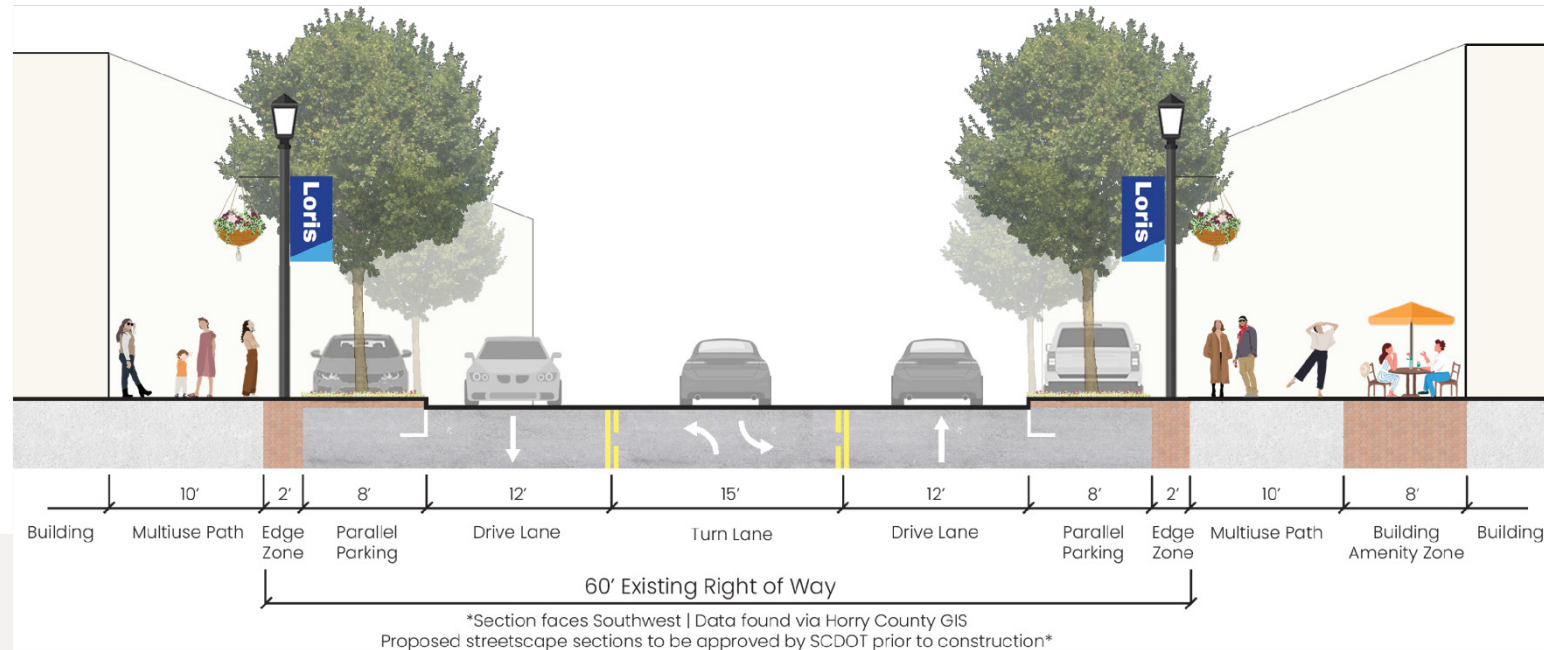 Loris
Loris
10' 2' 8' 12' 15' 12' 8' 2' 10' 8'
Building Multiuse Path Edge Zone Parallel Parking Drive Lane Turn Lane Drive Lane Parallel Parking Edge Zone Multiuse Path Building Amenity Zone Building
60' Existing Right of Way
*Section faces Southwest | Data found via Horry County GIS
Proposed streetscape sections to be approved by SCDOT prior to construction*